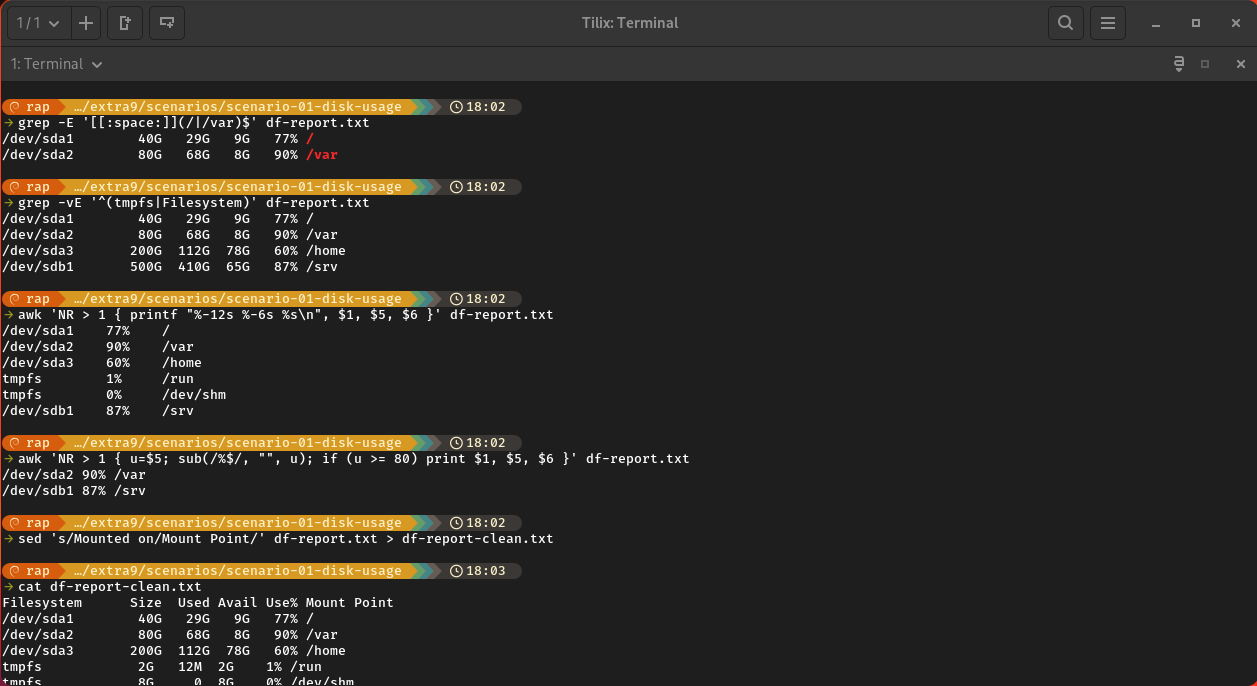 1 / 1
Tilix: Terminal
1: Terminal
rap …/extra9/scenarios/scenario-01-disk-usage 18:02
→ grep -E '[[:space:]](/|/var)$' df-report.txt
/dev/sda1        40G   29G   9G   77% /
/dev/sda2        80G   68G   8G   90% /var
rap …/extra9/scenarios/scenario-01-disk-usage 18:02
→ grep -vE '^(tmpfs|Filesystem)' df-report.txt
/dev/sda1        40G   29G   9G   77% /
/dev/sda2        80G   68G   8G   90% /var
/dev/sda3       200G  112G  78G   60% /home
/dev/sdb1       500G  410G  65G   87% /srv
rap …/extra9/scenarios/scenario-01-disk-usage 18:02
→ awk 'NR > 1 { printf "%-12s %-6s %s\n", $1, $5, $6 }' df-report.txt
/dev/sda1    77%    /
/dev/sda2    90%    /var
/dev/sda3    60%    /home
tmpfs        1%     /run
tmpfs        0%     /dev/shm
/dev/sdb1    87%    /srv
rap …/extra9/scenarios/scenario-01-disk-usage 18:02
→ awk 'NR > 1 { u=$5; sub(/%$/, "", u); if (u >= 80) print $1, $5, $6 }' df-report.txt
/dev/sda2 90% /var
/dev/sdb1 87% /srv
rap …/extra9/scenarios/scenario-01-disk-usage 18:02
→ sed 's/Mounted on/Mount Point/' df-report.txt > df-report-clean.txt
rap …/extra9/scenarios/scenario-01-disk-usage 18:03
→ cat df-report-clean.txt
Filesystem      Size  Used Avail Use% Mount Point
/dev/sda1        40G   29G   9G   77% /
/dev/sda2        80G   68G   8G   90% /var
/dev/sda3       200G  112G  78G   60% /home
tmpfs            2G   12M  2G    1% /run
tmpfs            8G     0  8G    0% /dev/shm